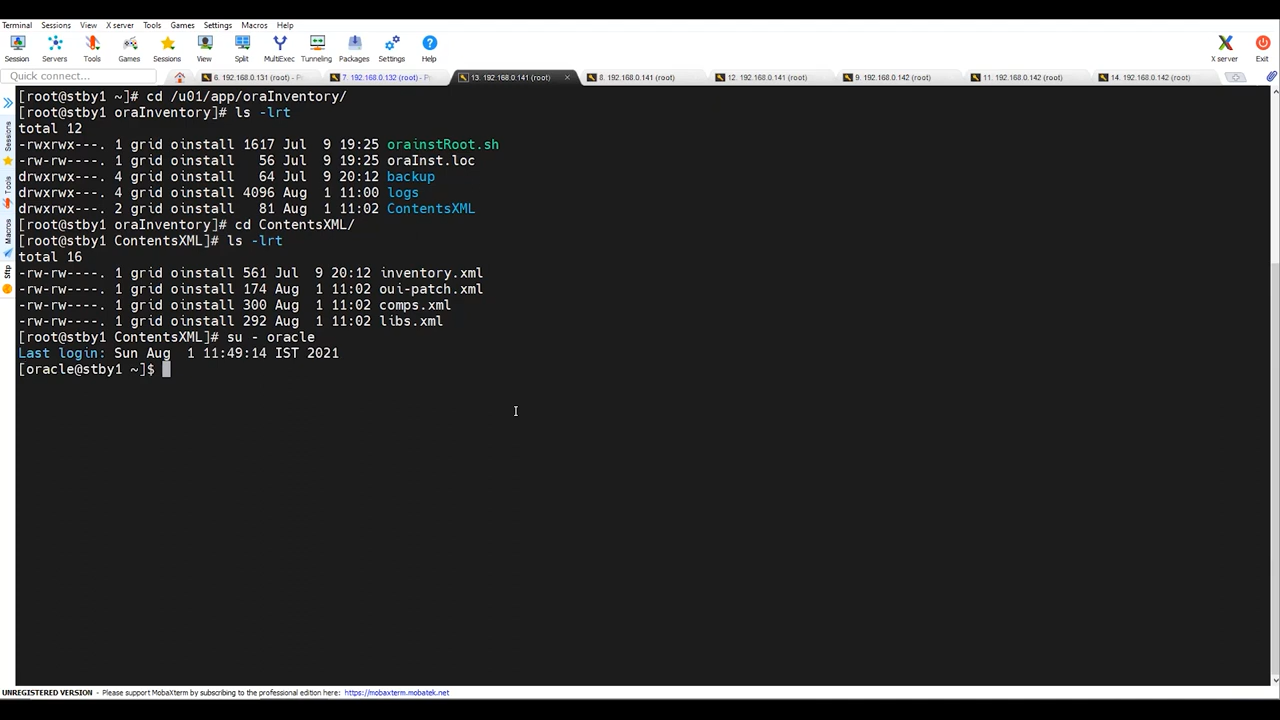 Terminal Sessions View X server Tools Games Settings Macros Help
Session Servers Tools Games Sessions View Split MultiExec Tunneling Packages Settings Help X server Exit
Quick connect... 6. 192.168.0.131 (root) - P 7. 192.168.0.132 (root) - P 13. 192.168.0.141 (root) 8. 192.168.0.141 (root) 12. 192.168.0.141 (root) 9. 192.168.0.142 (root) 11. 192.168.0.142 (root) 14. 192.168.0.142 (root)
Sessions
Tools
Macros
Sftp
[root@stby1 ~]# cd /u01/app/oraInventory/
[root@stby1 oraInventory]# ls -lrt
total 12
-rwxrwx---. 1 grid oinstall 1617 Jul  9 19:25 orainstRoot.sh
-rw-rw----. 1 grid oinstall   56 Jul  9 19:25 oraInst.loc
drwxrwx---. 4 grid oinstall   64 Jul  9 20:12 backup
drwxrwx---. 4 grid oinstall 4096 Aug  1 11:00 logs
drwxrwx---. 2 grid oinstall   81 Aug  1 11:02 ContentsXML
[root@stby1 oraInventory]# cd ContentsXML/
[root@stby1 ContentsXML]# ls -lrt
total 16
-rw-rw----. 1 grid oinstall 561 Jul  9 20:12 inventory.xml
-rw-rw----. 1 grid oinstall 174 Aug  1 11:02 oui-patch.xml
-rw-rw----. 1 grid oinstall 300 Aug  1 11:02 comps.xml
-rw-rw----. 1 grid oinstall 292 Aug  1 11:02 libs.xml
[root@stby1 ContentsXML]# su - oracle
Last login: Sun Aug  1 11:49:14 IST 2021
[oracle@stby1 ~]$
UNREGISTERED VERSION - Please support MobaXterm by subscribing to the professional edition here: https://mobaxterm.mobatek.net